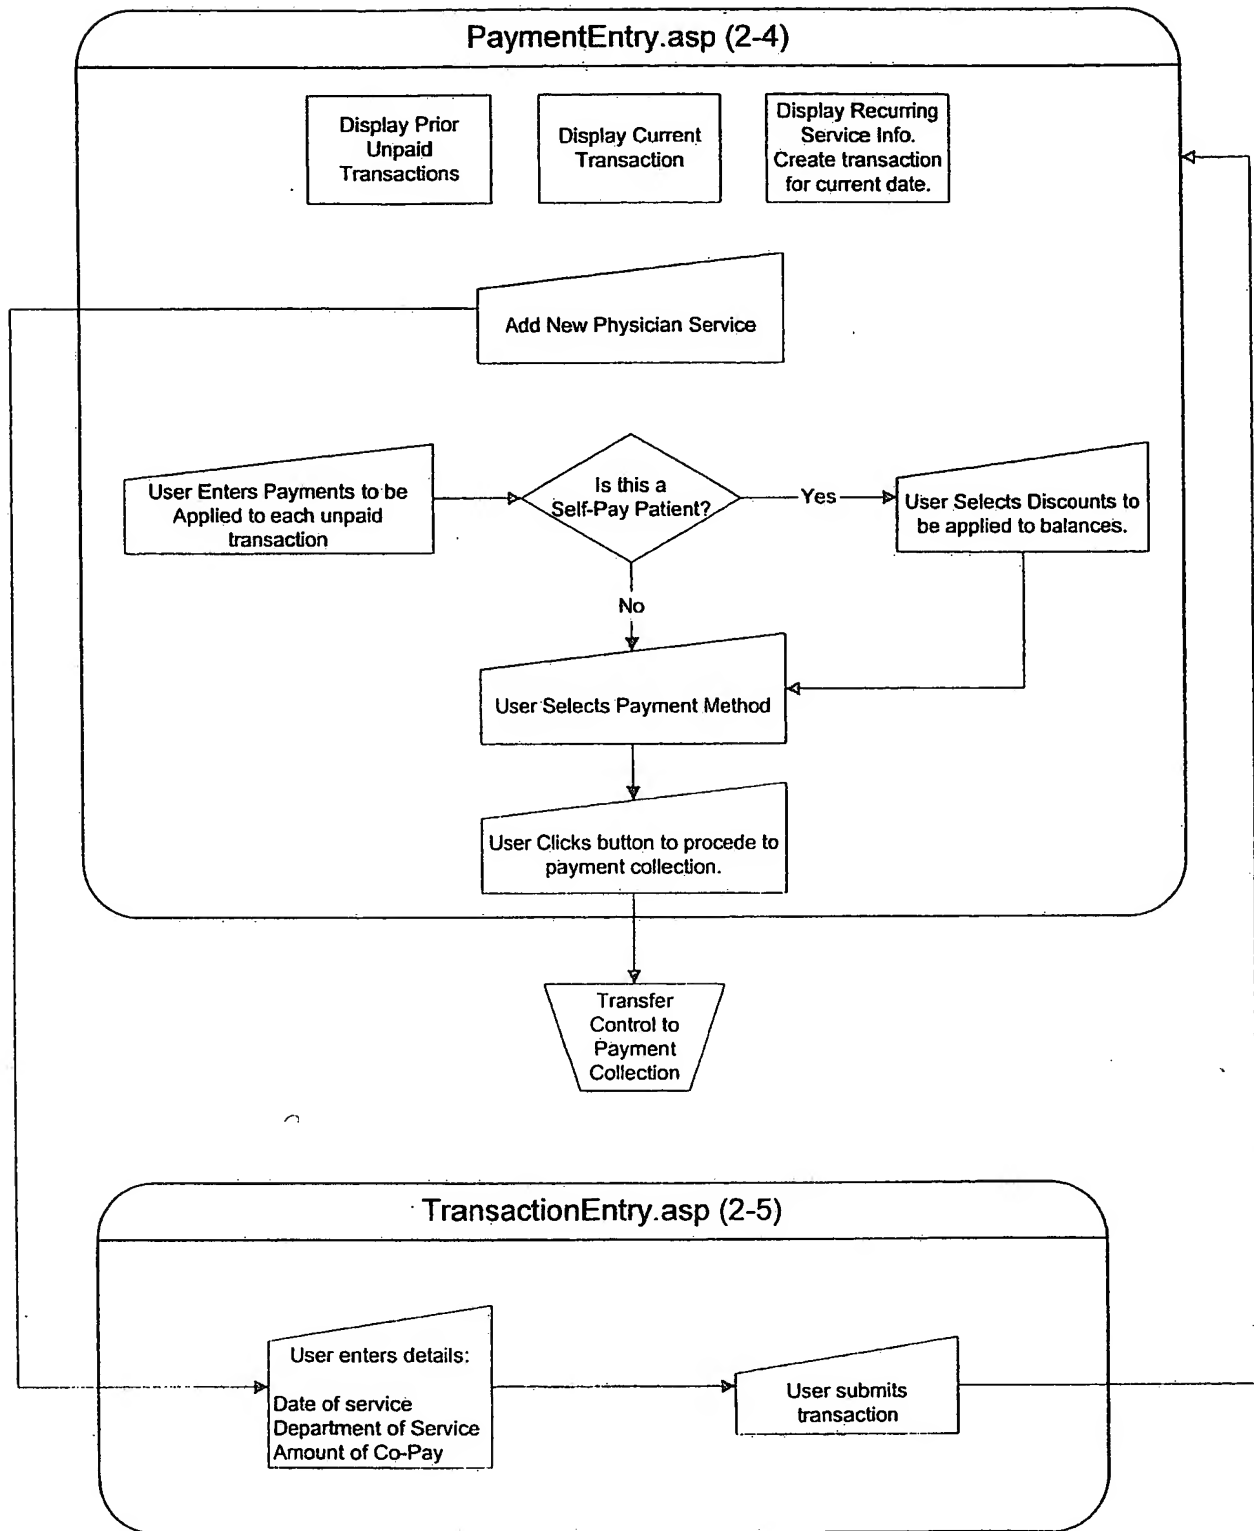 PaymentEntry.asp (2-4)
Display Prior
Unpaid
Transactions
Display Current
Transaction
Display Recurring
Service Info.
Create transaction
for current date.
Add New Physician Service
User Enters Payments to be
Applied to each unpaid
transaction
Is this a
Self-Pay Patient?
Yes
User Selects Discounts to
be applied to balances.
No
User Selects Payment Method
User Clicks button to procede to
payment collection.
Transfer
Control to
Payment
Collection
TransactionEntry.asp (2-5)
User enters details:
Date of service
Department of Service
Amount of Co-Pay
User submits
transaction